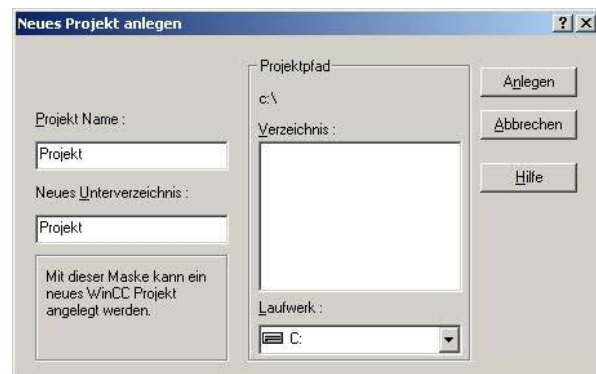 Neues Projekt anlegen
Projekt Name :
Projekt
Neues Unterverzeichnis :
Projekt
Mit dieser Maske kann ein
neues WinCC Projekt
angelegt werden.
Projektpfad
c:\
Verzeichnis :
Laufwerk :
C:
Anlegen
Abbrechen
Hilfe